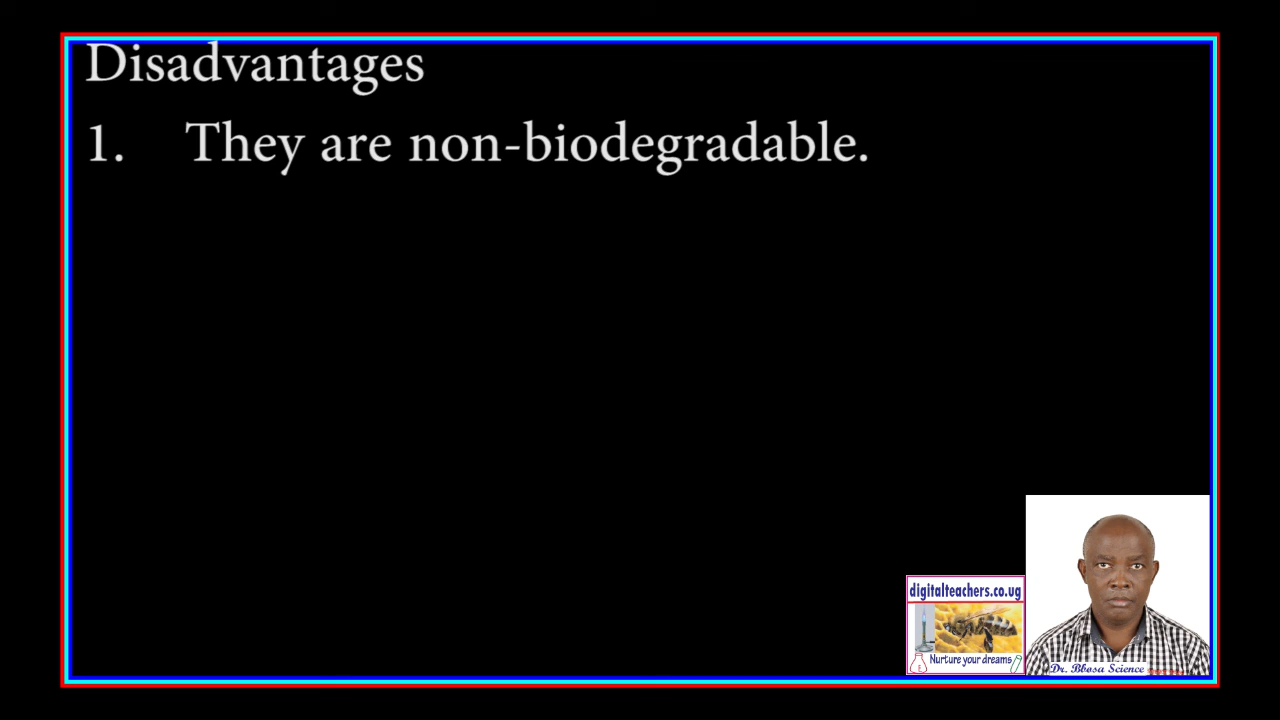 Disadvantages
1. They are non-biodegradable.
digitalteachers.co.ug
Nurture your dreams
Dr. Bbosa Science